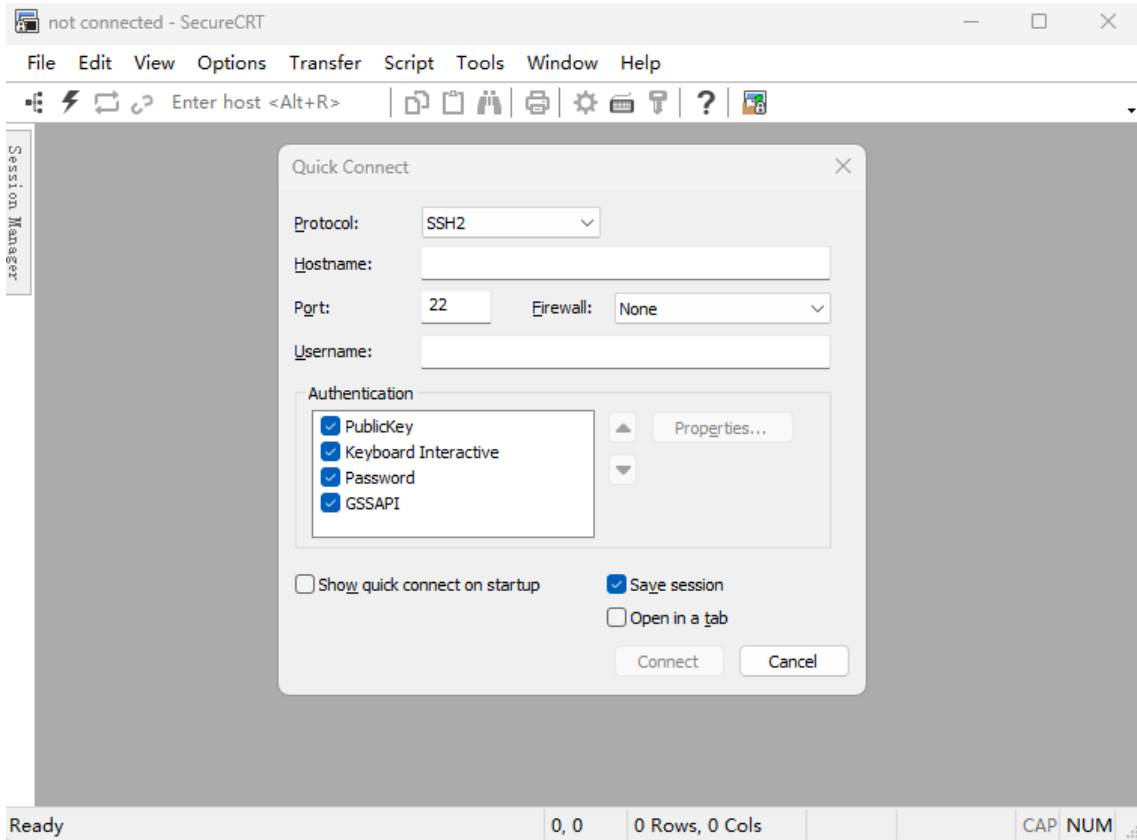 not connected - SecureCRT
File Edit View Options Transfer Script Tools Window Help
Enter host <Alt+R>
Session Manager
Quick Connect
Protocol: SSH2
Hostname:
Port: 22 Firewall: None
Username:
Authentication
PublicKey
Properties...
Keyboard Interactive
Password
GSSAPI
Show quick connect on startup
Save session
Open in a tab
Connect Cancel
Ready 0, 0 0 Rows, 0 Cols CAP NUM